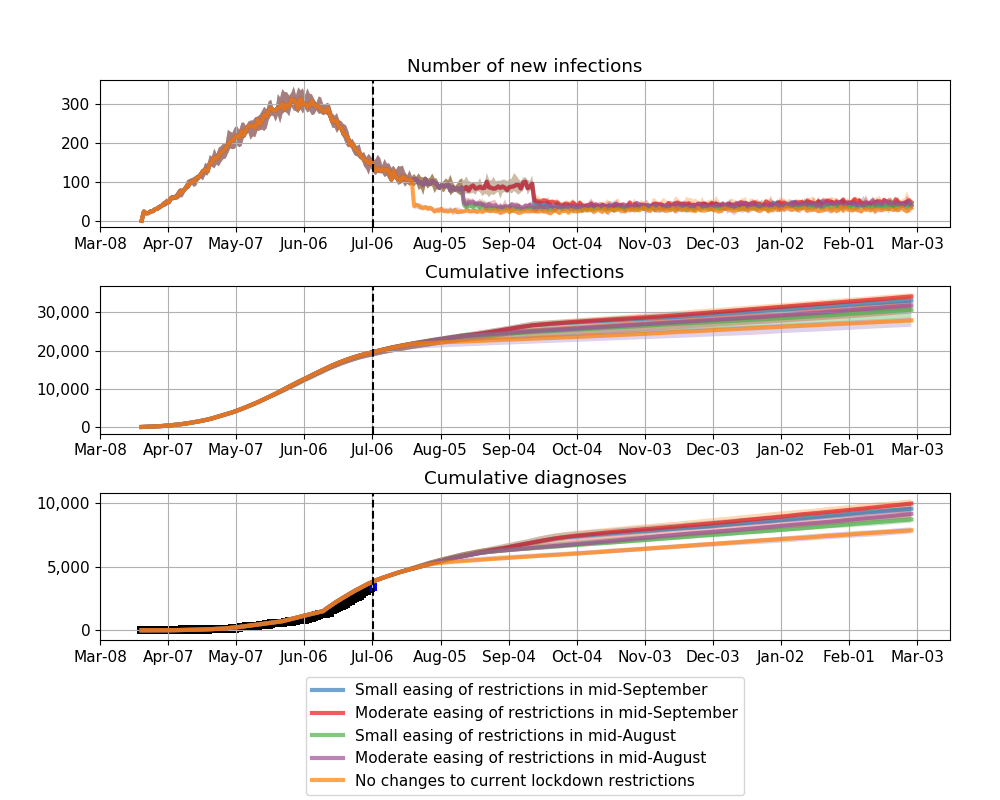 Number of new infections
300
200
100
0
Mar-08 Apr-07 May-07 Jun-06 Jul-06 Aug-05 Sep-04 Oct-04 Nov-03 Dec-03 Jan-02 Feb-01 Mar-03
Cumulative infections
30,000
20,000
10,000
0
Mar-08 Apr-07 May-07 Jun-06 Jul-06 Aug-05 Sep-04 Oct-04 Nov-03 Dec-03 Jan-02 Feb-01 Mar-03
Cumulative diagnoses
10,000
5,000
0
Mar-08 Apr-07 May-07 Jun-06 Jul-06 Aug-05 Sep-04 Oct-04 Nov-03 Dec-03 Jan-02 Feb-01 Mar-03
Small easing of restrictions in mid-September
Moderate easing of restrictions in mid-September
Small easing of restrictions in mid-August
Moderate easing of restrictions in mid-August
No changes to current lockdown restrictions